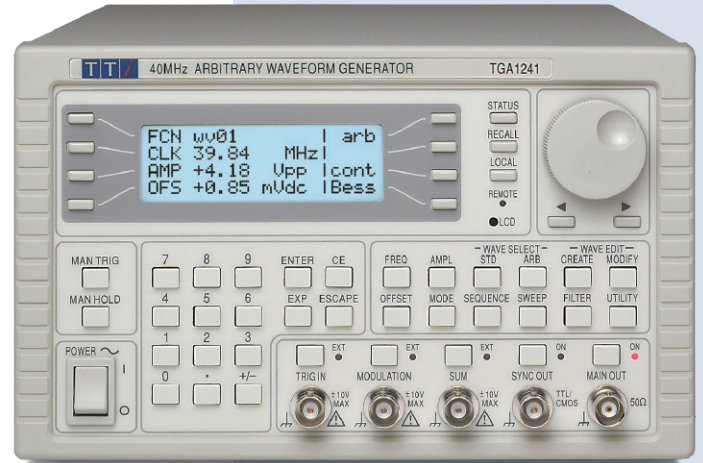 TTi 40MHz ARBITRARY WAVEFORM GENERATOR TGA1241
FCN wv01 | arb
CLK 39.84 MHz|
AMP +4.18 Vpp |cont
OFS +0.85 mVdc |Bess
STATUS
RECALL
LOCAL
REMOTE
LCD
MAN TRIG
MAN HOLD
7 8 9 ENTER CE
4 5 6 EXP ESCAPE
1 2 3
0 . +/–
– WAVE SELECT – – WAVE EDIT –
FREQ AMPL STD ARB CREATE MODIFY
OFFSET MODE SEQUENCE SWEEP FILTER UTILITY
POWER
I
O
EXT EXT EXT ON ON
TRIG IN MODULATION SUM SYNC OUT MAIN OUT
±10V MAX ±10V MAX ±10V MAX TTL/ CMOS 50Ω